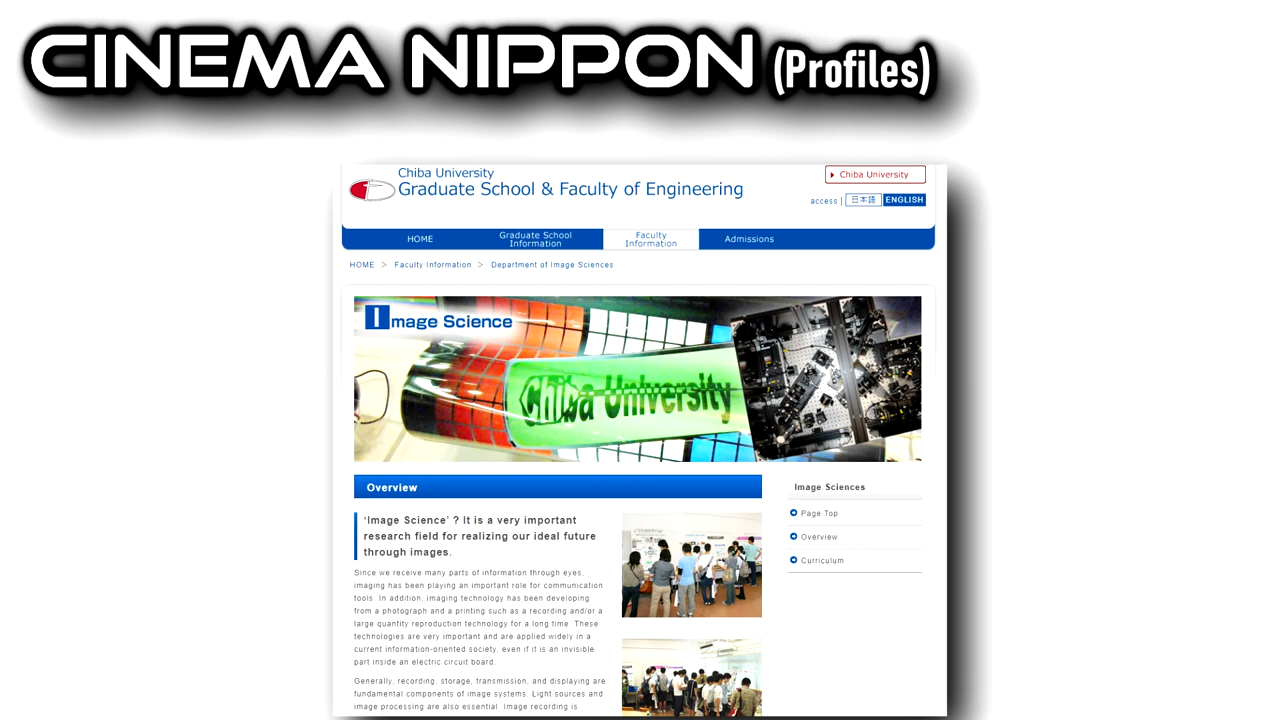 CINEMA NIPPON (Profiles)
Chiba University
Graduate School & Faculty of Engineering
Chiba University
access | 日本語 ENGLISH
HOME
Graduate School
Information
Faculty
Information
Admissions
HOME > Faculty Information > Department of Image Sciences
Image Science
Chiba University
Overview
'Image Science' ? It is a very important
research field for realizing our ideal future
through images.
Since we receive many parts of information through eyes,
imaging has been playing an important role for communication
tools. In addition, imaging technology has been developing
from a photograph and a printing such as a recording and/or a
large quantity reproduction technology for a long time. These
technologies are very important and are applied widely in a
current information-oriented society, even if it is an invisible
part inside an electric circuit board.
Generally, recording, storage, transmission, and displaying are
fundamental components of image systems. Light sources and
image processing are also essential. Image recording is
Image Sciences
Page Top
Overview
Curriculum